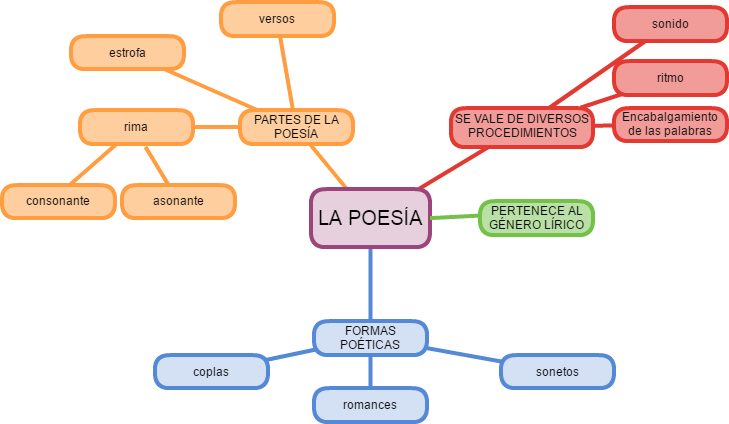 versos
sonido
estrofa
ritmo
rima
PARTES DE LA
POESÍA
SE VALE DE DIVERSOS
PROCEDIMIENTOS
Encabalgamiento
de las palabras
consonante
asonante
LA POESÍA
PERTENECE AL
GÉNERO LÍRICO
FORMAS
POÉTICAS
coplas
sonetos
romances